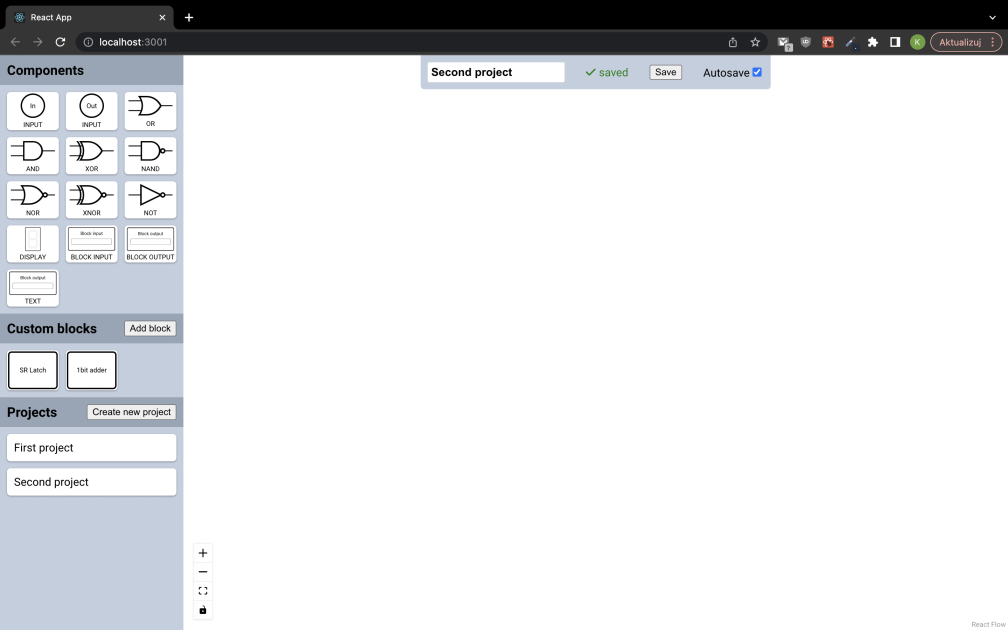 React App
localhost:3001
K
Aktualizuj
Components
In
INPUT
Out
INPUT
OR
AND
XOR
NAND
NOR
XNOR
NOT
DISPLAY
Block input
BLOCK INPUT
Block output
BLOCK OUTPUT
Block output
TEXT
Custom blocks
Add block
SR Latch
1bit adder
Projects
Create new project
First project
Second project
Second project
saved
Save
Autosave
React Flow